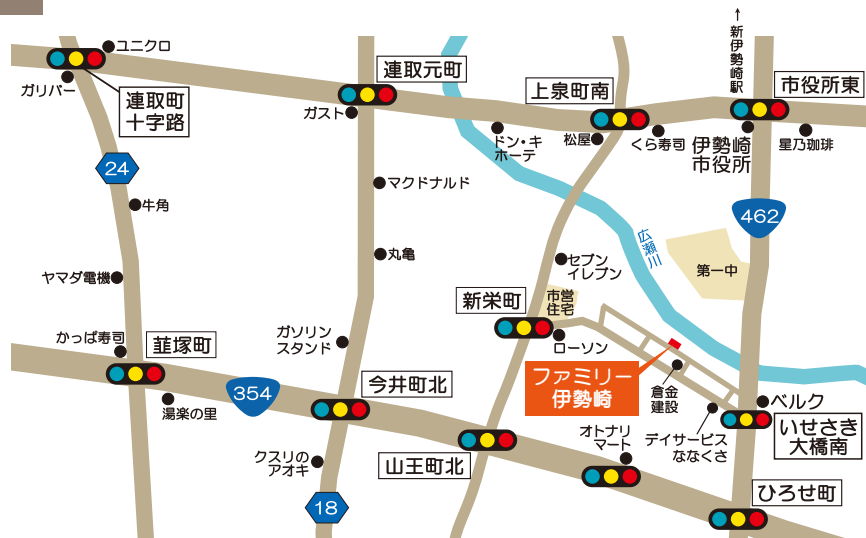 ↑新伊勢崎駅
ユニクロ
ガリバー
連取町
十字路
連取元町
ガスト
上泉町南
市役所東
ドン・キ
ホーテ
松屋
くら寿司
伊勢崎
市役所
星乃珈琲
24
マクドナルド
牛角
462
広瀬川
丸亀
セブン
イレブン
第一中
ヤマダ電機
新栄町
市営
住宅
かっぱ寿司
韮塚町
ガソリン
スタンド
ローソン
ファミリー
伊勢崎
354
今井町北
倉金
建設
湯楽の里
ベルク
いせさき
大橋南
デイサービス
ななくさ
オトナリ
マート
クスリの
アオキ
山王町北
ひろせ町
18